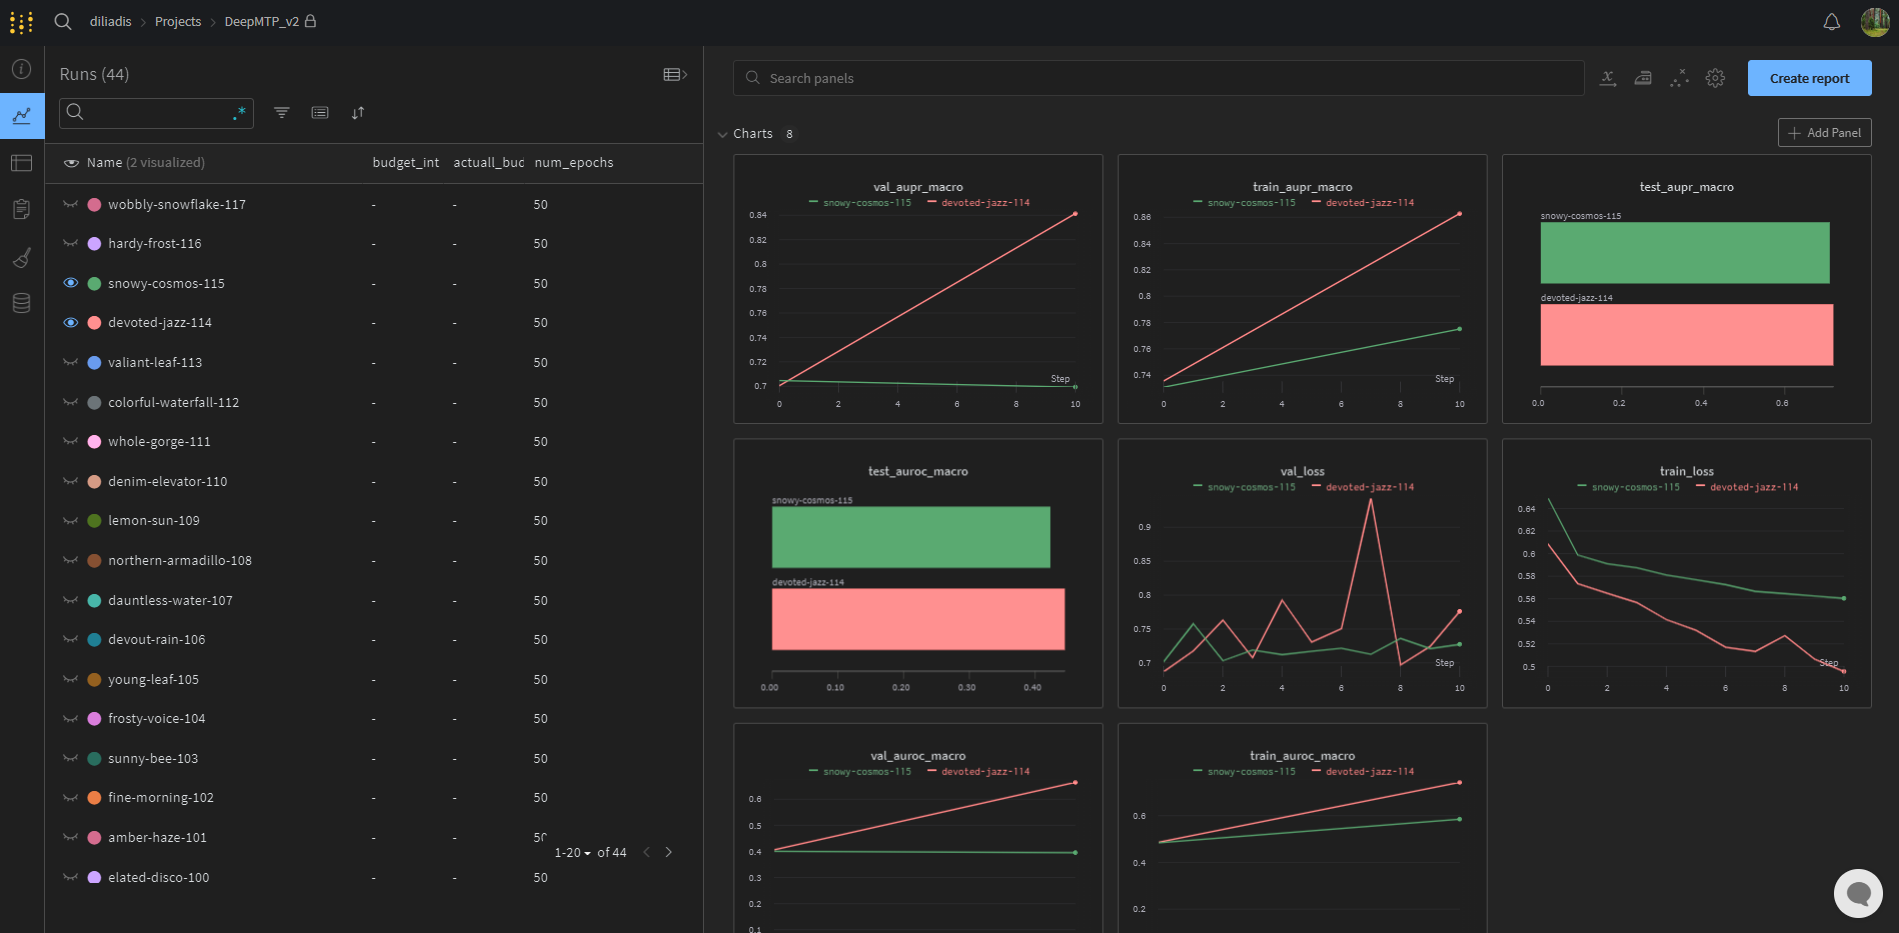 diliadis > Projects > DeepMTP_v2
Runs (44)
.*
Name (2 visualized) budget_int actuall_bud num_epochs
wobbly-snowflake-117 - - 50
hardy-frost-116 - - 50
snowy-cosmos-115 - - 50
devoted-jazz-114 - - 50
valiant-leaf-113 - - 50
colorful-waterfall-112 - - 50
whole-gorge-111 - - 50
denim-elevator-110 - - 50
lemon-sun-109 - - 50
northern-armadillo-108 - - 50
dauntless-water-107 - - 50
devout-rain-106 - - 50
young-leaf-105 - - 50
frosty-voice-104 - - 50
sunny-bee-103 - - 50
fine-morning-102 - - 50
amber-haze-101 - - 50
elated-disco-100 - - 50
1-20 of 44
Search panels
Create report
Charts 8
Add Panel
val_aupr_macro
snowy-cosmos-115 devoted-jazz-114
0.84
0.82
0.8
0.78
0.76
0.74
0.72
0.7
Step
0 2 4 6 8 10
train_aupr_macro
snowy-cosmos-115 devoted-jazz-114
0.86
0.84
0.82
0.8
0.78
0.76
0.74
Step
0 2 4 6 8 10
test_aupr_macro
snowy-cosmos-115
devoted-jazz-114
0.0 0.2 0.4 0.6
test_auroc_macro
snowy-cosmos-115
devoted-jazz-114
0.00 0.10 0.20 0.30 0.40
val_loss
snowy-cosmos-115 devoted-jazz-114
0.9
0.85
0.8
0.75
0.7
Step
0 2 4 6 8 10
train_loss
snowy-cosmos-115 devoted-jazz-114
0.64
0.62
0.6
0.58
0.56
0.54
0.52
0.5
Step
0 2 4 6 8 10
val_auroc_macro
snowy-cosmos-115 devoted-jazz-114
0.6
0.5
0.4
0.3
0.2
0.1
train_auroc_macro
snowy-cosmos-115 devoted-jazz-114
0.6
0.4
0.2